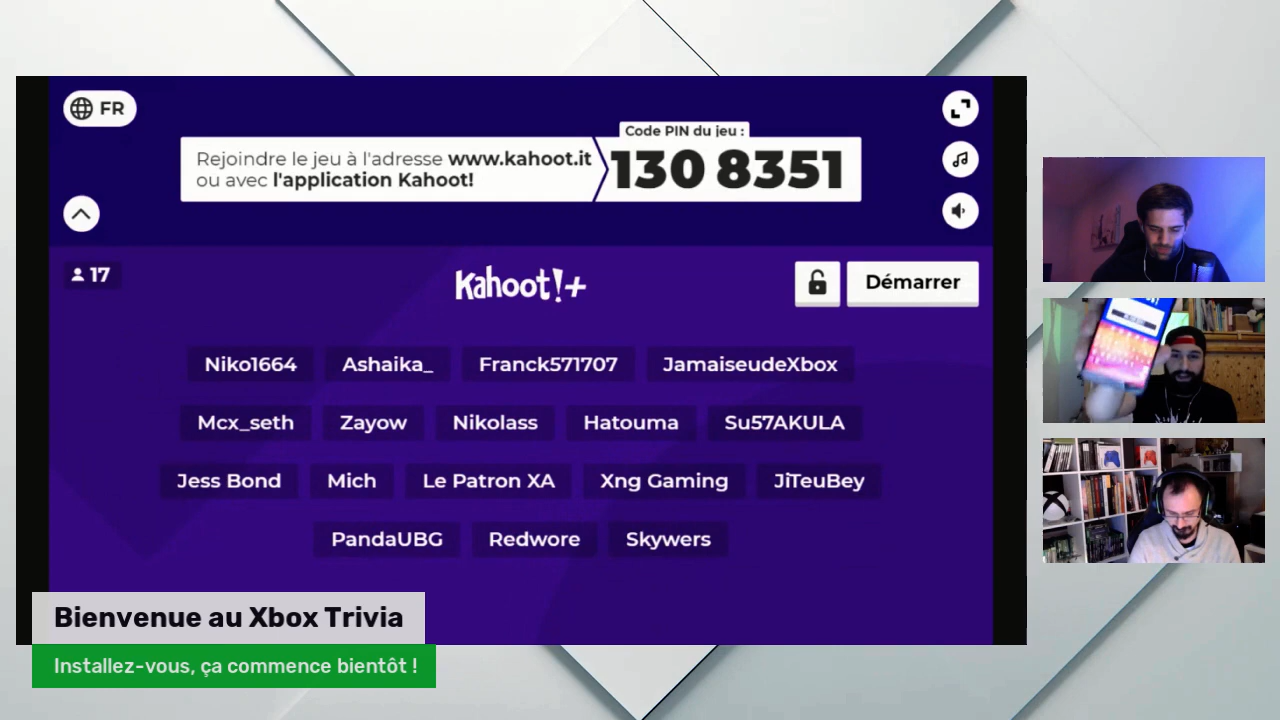 FR
Rejoindre le jeu à l'adresse www.kahoot.it
ou avec l'application Kahoot!
Code PIN du jeu :
130 8351
17
Kahoot!+
Démarrer
Niko1664 Ashaika_ Franck571707 JamaiseudeXbox
Mcx_seth Zayow Nikolass Hatouma Su57AKULA
Jess Bond Mich Le Patron XA Xng Gaming JiTeuBey
PandaUBG Redwore Skywers
Bienvenue au Xbox Trivia
Installez-vous, ça commence bientôt !